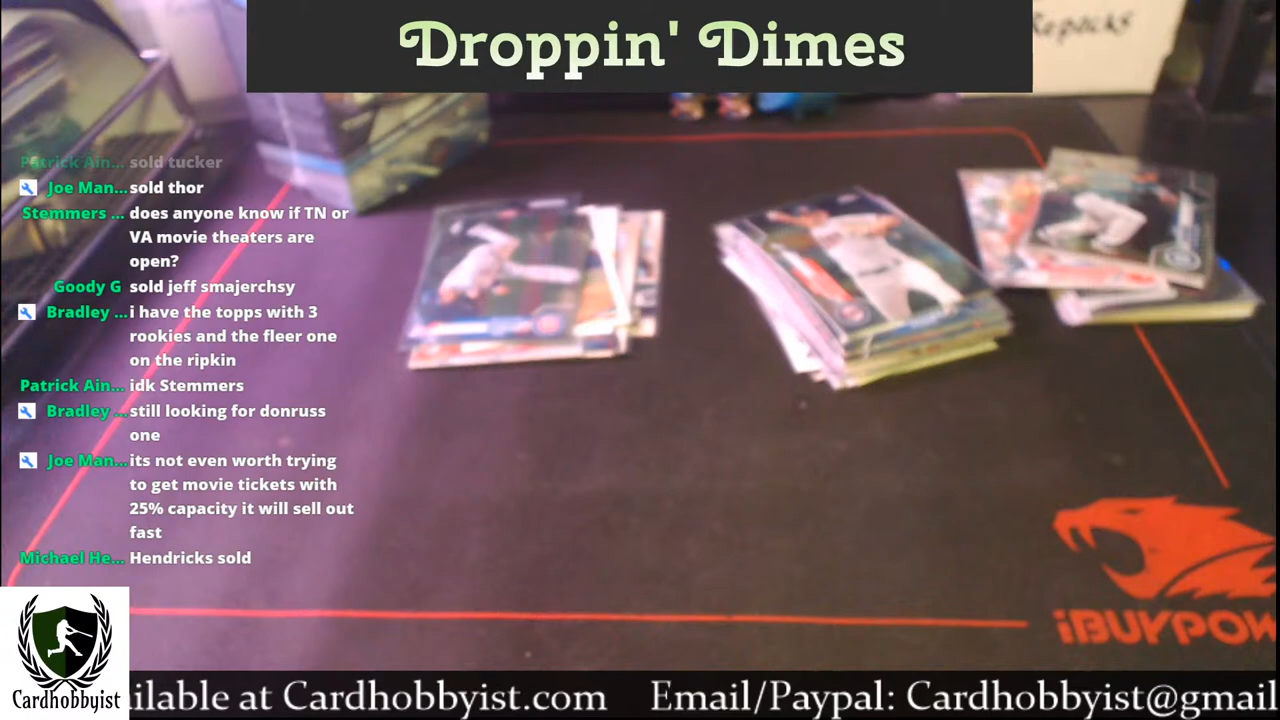 Droppin' Dimes
Repacks
Patrick Ain... sold tucker
Joe Man... sold thor
Stemmers ... does anyone know if TN or
VA movie theaters are
open?
Goody G sold jeff smajerchsy
Bradley ... i have the topps with 3
rookies and the fleer one
on the ripkin
Patrick Ain... idk Stemmers
Bradley ... still looking for donruss
one
Joe Man... its not even worth trying
to get movie tickets with
25% capacity it will sell out
fast
Michael He... Hendricks sold
iBUYPOW
Cardhobbyist
ilable at Cardhobbyist.com Email/Paypal: Cardhobbyist@gmail